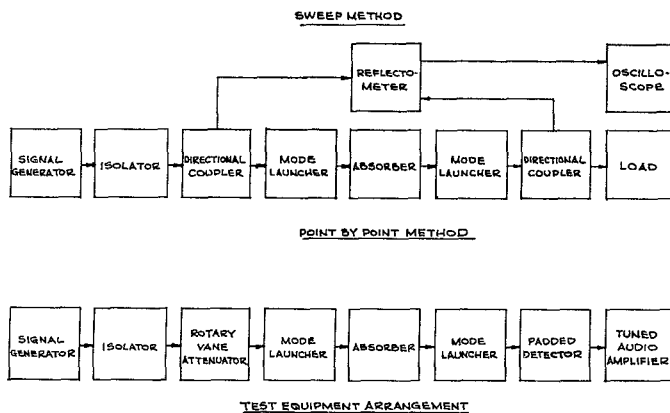 SWEEP METHOD
REFLECTO-
METER
OSCILLO-
SCOPE
SIGNAL
GENERATOR
ISOLATOR
DIRECTIONAL
COUPLER
MODE
LAUNCHER
ABSORBER
MODE
LAUNCHER
DIRECTIONAL
COUPLER
LOAD
POINT BY POINT METHOD
SIGNAL
GENERATOR
ISOLATOR
ROTARY
VANE
ATTENUATOR
MODE
LAUNCHER
ABSORBER
MODE
LAUNCHER
PADDED
DETECTOR
TUNED
AUDIO
AMPLIFIER
TEST EQUIPMENT ARRANGEMENT